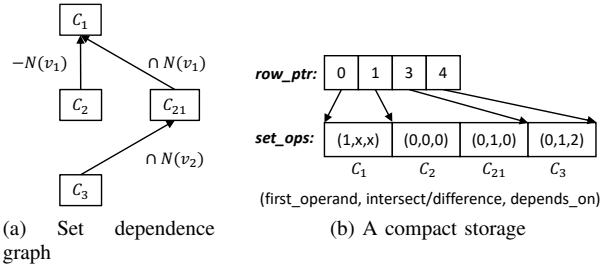 C₁
−N(v₁)
∩ N(v₁)
C₂
C₂₁
∩ N(v₂)
C₃
(a) Set dependence
graph
row_ptr:
0 1 3 4
set_ops:
(1,x,x) (0,0,0) (0,1,0) (0,1,2)
C₁ C₂ C₂₁ C₃
(first_operand, intersect/difference, depends_on)
(b) A compact storage